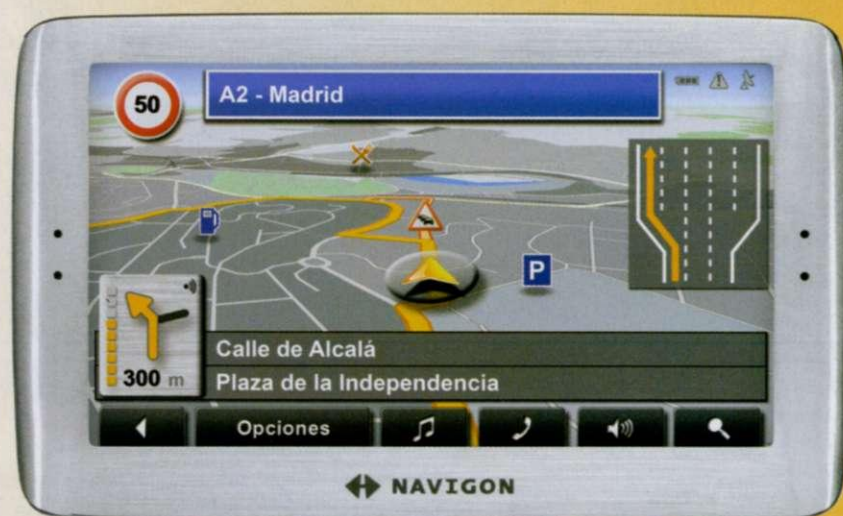 50
A2 - Madrid
P
Calle de Alcalá
Plaza de la Independencia
300 m
Opciones
NAVIGON